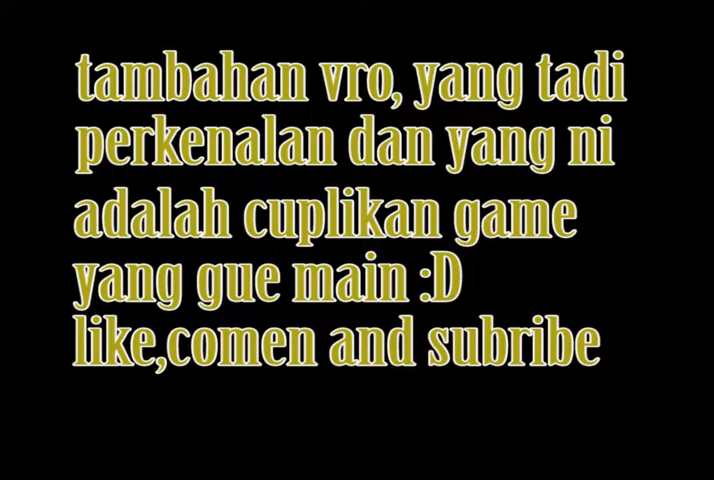 tambahan vro, yang tadi
perkenalan dan yang ni
adalah cuplikan game
yang gue main :D
like,comen and subribe